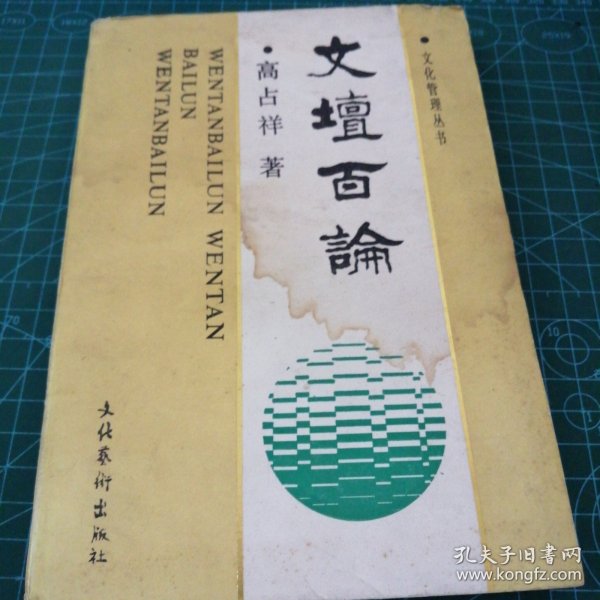 文化管理丛书
文壇百論
高占祥 著
WENTANBAILUN WENTAN
BAILUN
WENTANBAILUN
文化藝術出版社
孔夫子旧书网
www.kongfz.com